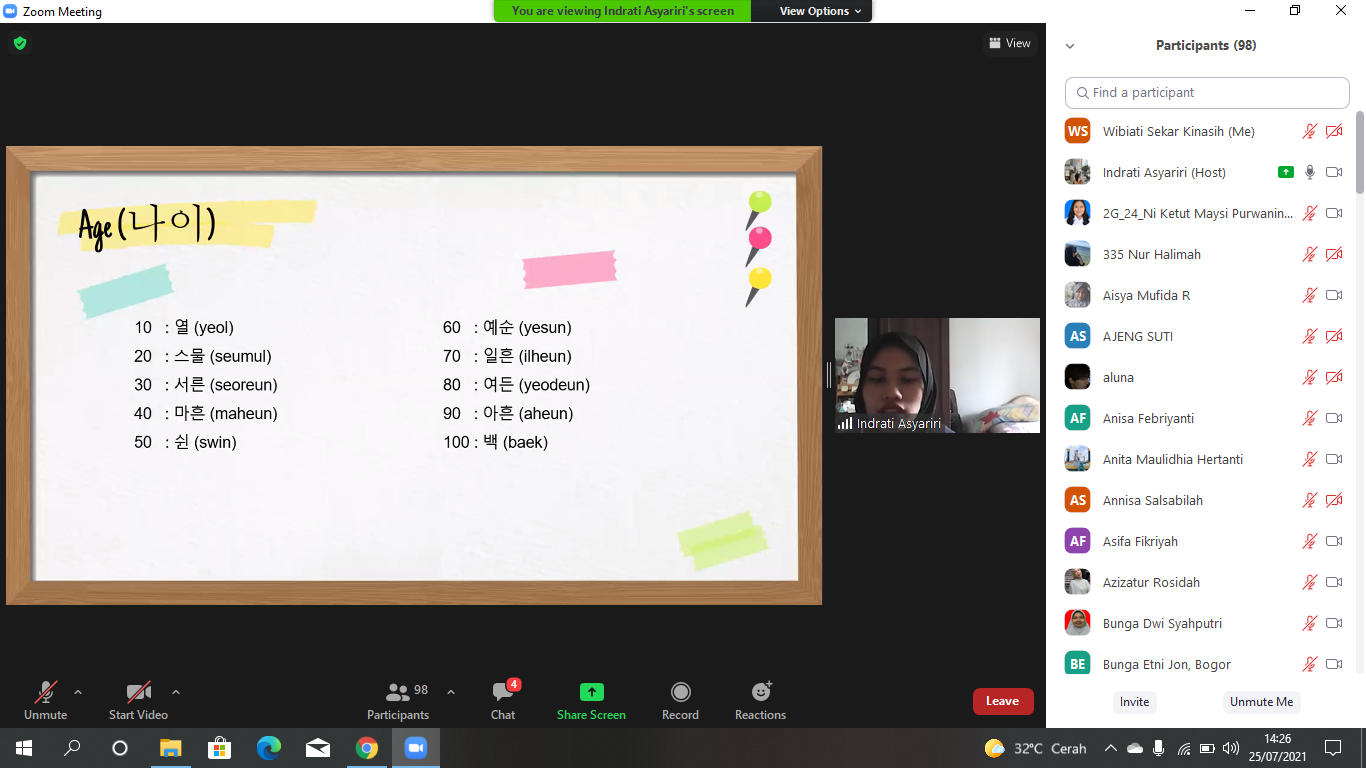 Zoom Meeting
You are viewing Indrati Asyariri's screen
View Options
View
Age (나이)
10 : 열 (yeol)
20 : 스물 (seumul)
30 : 서른 (seoreun)
40 : 마흔 (maheun)
50 : 쉰 (swin)
60 : 예순 (yesun)
70 : 일흔 (ilheun)
80 : 여든 (yeodeun)
90 : 아흔 (aheun)
100 : 백 (baek)
Indrati Asyariri
Participants (98)
Find a participant
WS Wibiati Sekar Kinasih (Me)
Indrati Asyariri (Host)
2G_24_Ni Ketut Maysi Purwanin...
335 Nur Halimah
Aisya Mufida R
AS AJENG SUTI
aluna
AF Anisa Febriyanti
Anita Maulidhia Hertanti
AS Annisa Salsabilah
AF Asifa Fikriyah
Azizatur Rosidah
Bunga Dwi Syahputri
BE Bunga Etni Jon, Bogor
Invite
Unmute Me
Unmute
Start Video
98
Participants
4
Chat
Share Screen
Record
Reactions
Leave
32°C Cerah
14:26
25/07/2021